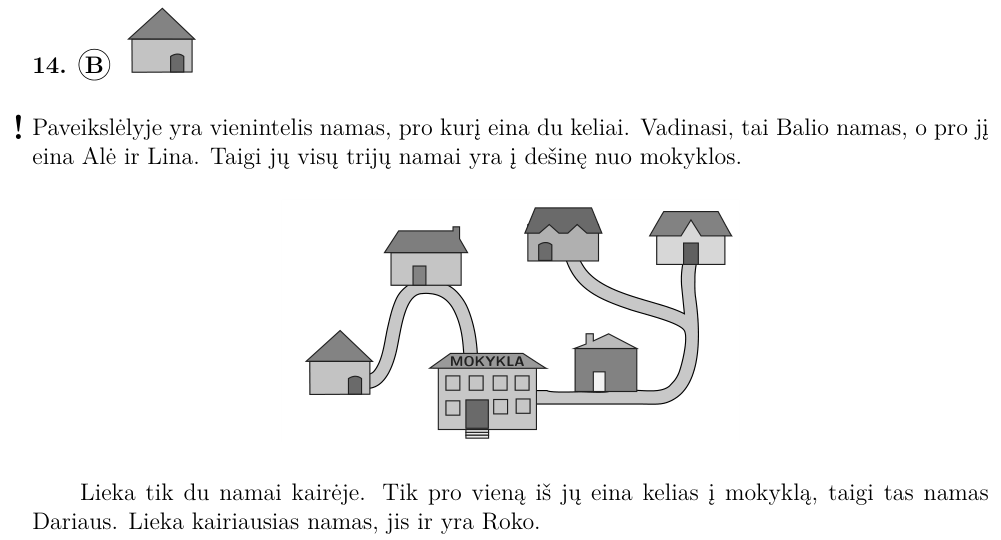 14. B
! Paveikslėlyje yra vienintelis namas, pro kurį eina du keliai. Vadinasi, tai Balio namas, o pro jį
eina Alė ir Lina. Taigi jų visų trijų namai yra į dešinę nuo mokyklos.
MOKYKLA
Lieka tik du namai kairėje. Tik pro vieną iš jų eina kelias į mokyklą, taigi tas namas
Dariaus. Lieka kairiausias namas, jis ir yra Roko.